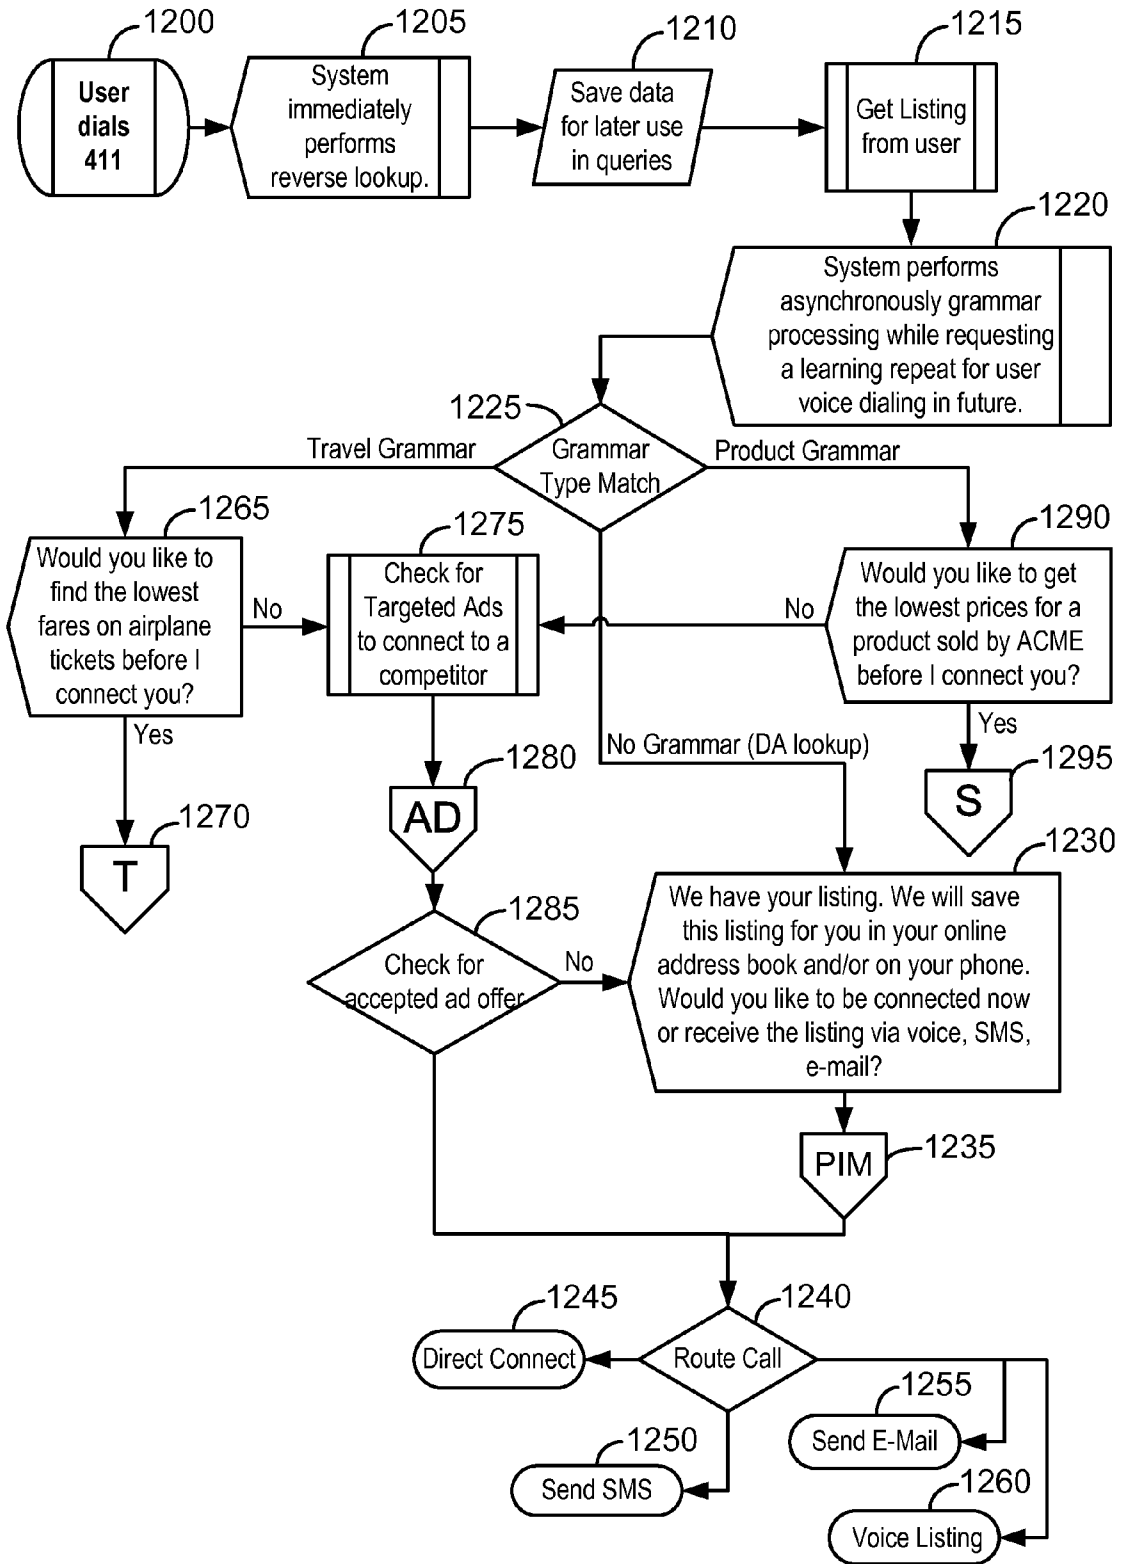 1200
1205
1210
1215
User
dials
411
System
immediately
performs
reverse lookup.
Save data
for later use
in queries
Get Listing
from user
1220
System performs
asynchronously grammar
processing while requesting
a learning repeat for user
voice dialing in future.
1225
Travel Grammar
Grammar
Type Match
Product Grammar
1265
1275
1290
Would you like to
find the lowest
fares on airplane
tickets before I
connect you?
No
Check for
Targeted Ads
to connect to a
competitor
No
Would you like to get
the lowest prices for a
product sold by ACME
before I connect you?
Yes
Yes
No Grammar (DA lookup)
1280
1295
AD
S
1270
T
1230
We have your listing. We will save
this listing for you in your online
address book and/or on your phone.
Would you like to be connected now
or receive the listing via voice, SMS,
e-mail?
1285
Check for
accepted ad offer
No
1235
PIM
1245
1240
Direct Connect
Route Call
1255
Send E-Mail
1250
Send SMS
1260
Voice Listing